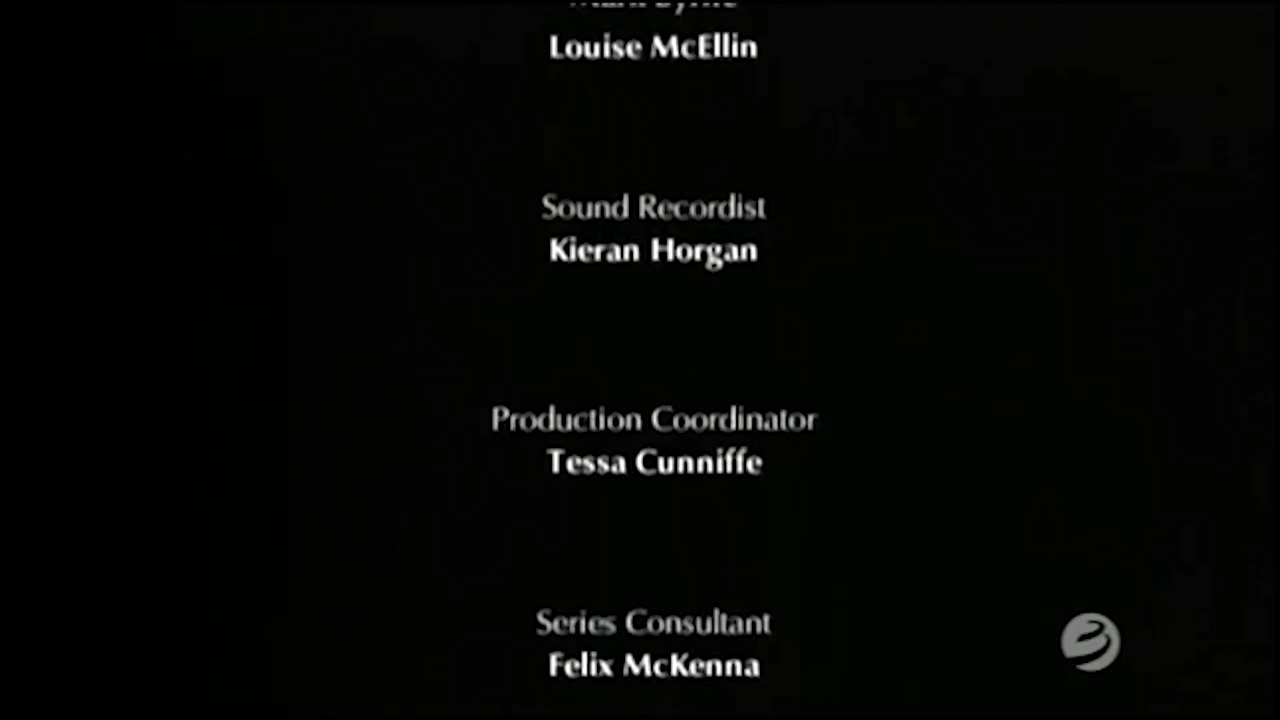 Louise McEllin
Sound Recordist
Kieran Horgan
Production Coordinator
Tessa Cunniffe
Series Consultant
Felix McKenna